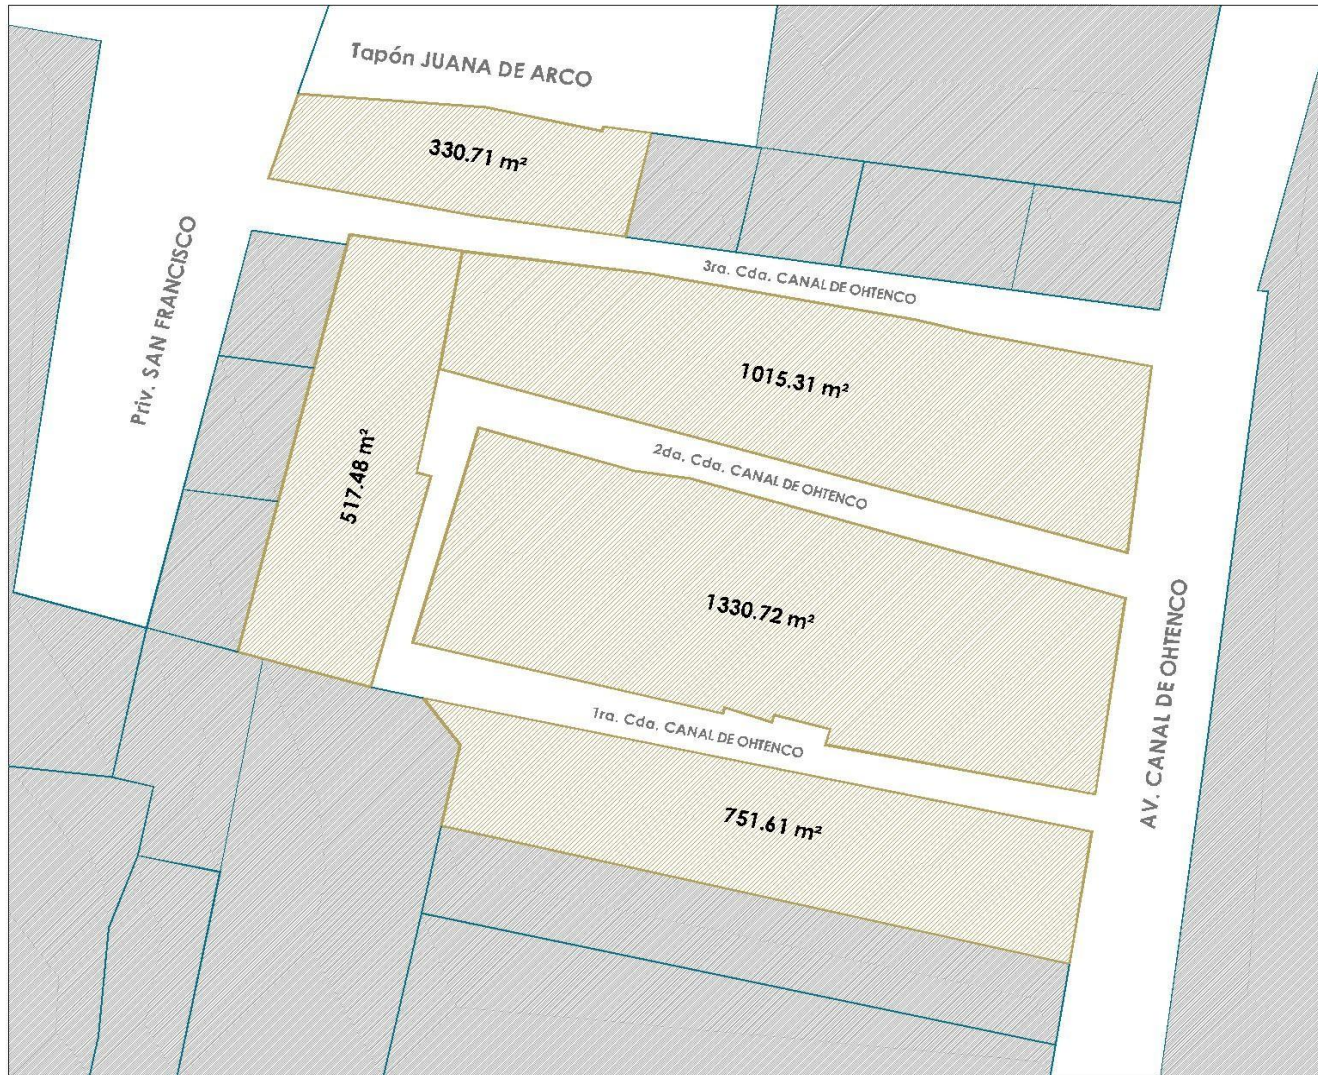 Tapón JUANA DE ARCO
330.71 m²
Priv. SAN FRANCISCO
3ra. Cda. CANAL DE OHTENCO
1015.31 m²
517.48 m²
2da. Cda. CANAL DE OHTENCO
1330.72 m²
AV. CANAL DE OHTENCO
1ra. Cda. CANAL DE OHTENCO
751.61 m²